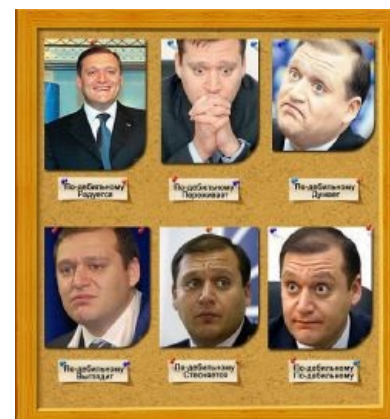 По-дебильному
Радуется
По-дебильному
Переживает
По-дебильному
Думает
По-дебильному
Выглядит
По-дебильному
Стесняется
По-дебильному
По-дебильному